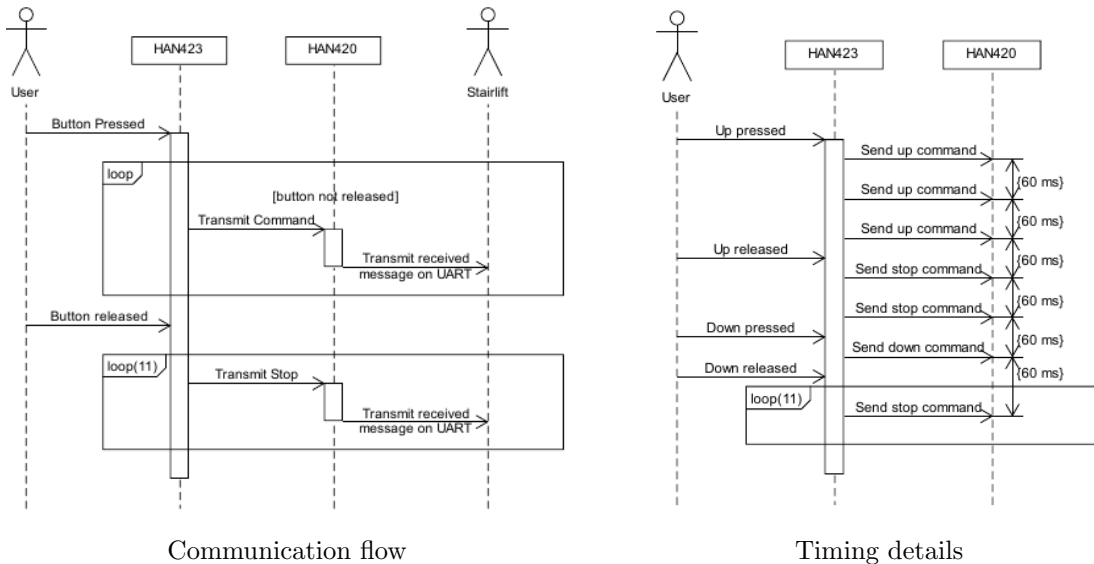 HAN423
HAN420
User
Stairlift
Button Pressed
loop
[button not released]
Transmit Command
Transmit received
message on UART
Button released
loop(11)
Transmit Stop
Transmit received
message on UART
Communication flow
HAN423
HAN420
User
Up pressed
Send up command
{60 ms}
Send up command
{60 ms}
Send up command
Up released
{60 ms}
Send stop command
{60 ms}
Send stop command
Down pressed
{60 ms}
Send down command
Down released
{60 ms}
loop(11)
Send stop command
Timing details